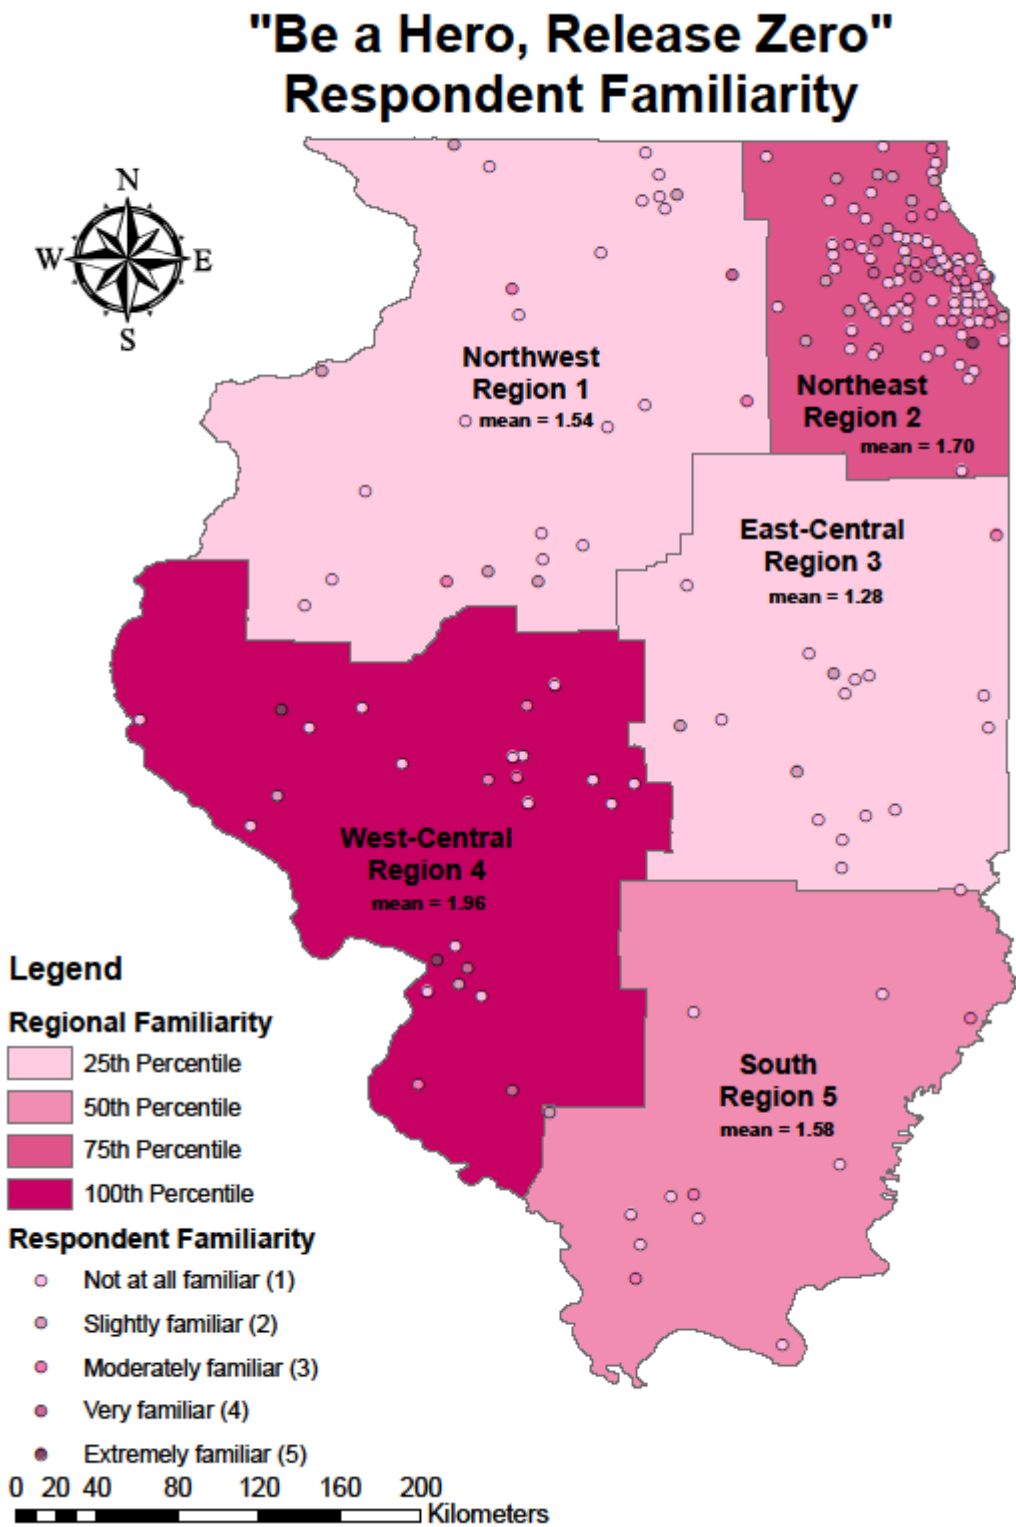 "Be a Hero, Release Zero"
Respondent Familiarity
N
W
E
S
Northwest
Region 1
mean = 1.54
Northeast
Region 2
mean = 1.70
East-Central
Region 3
mean = 1.28
West-Central
Region 4
mean = 1.96
South
Region 5
mean = 1.58
Legend
Regional Familiarity
25th Percentile
50th Percentile
75th Percentile
100th Percentile
Respondent Familiarity
Not at all familiar (1)
Slightly familiar (2)
Moderately familiar (3)
Very familiar (4)
Extremely familiar (5)
0 20 40 80 120 160 200
Kilometers